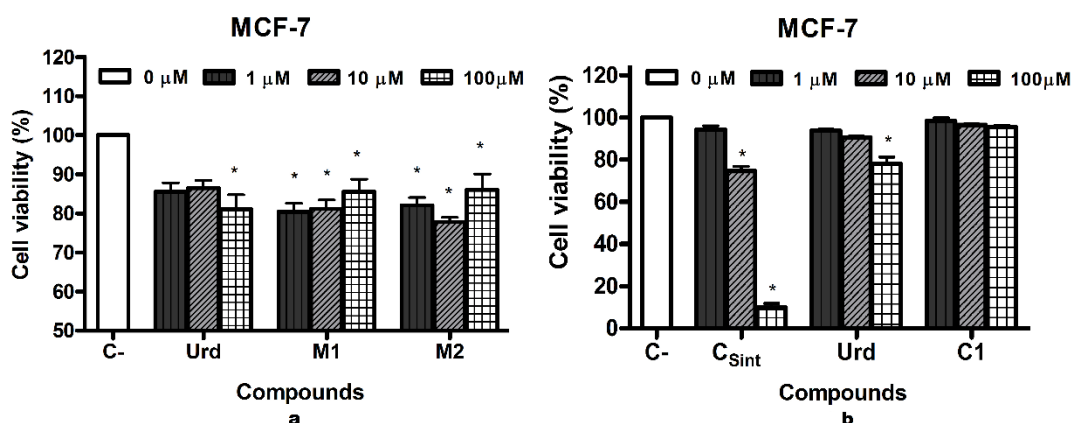 MCF-7
120
110
100
90
80
70
60
50
Cell viability (%)
0 μM 1 μM 10 μM 100μM
* * * * * * *
C- Urd M1 M2
Compounds
a
MCF-7
120
100
80
60
40
20
0
Cell viability (%)
0 μM 1 μM 10 μM 100μM
* * *
C- CSint Urd C1
Compounds
b